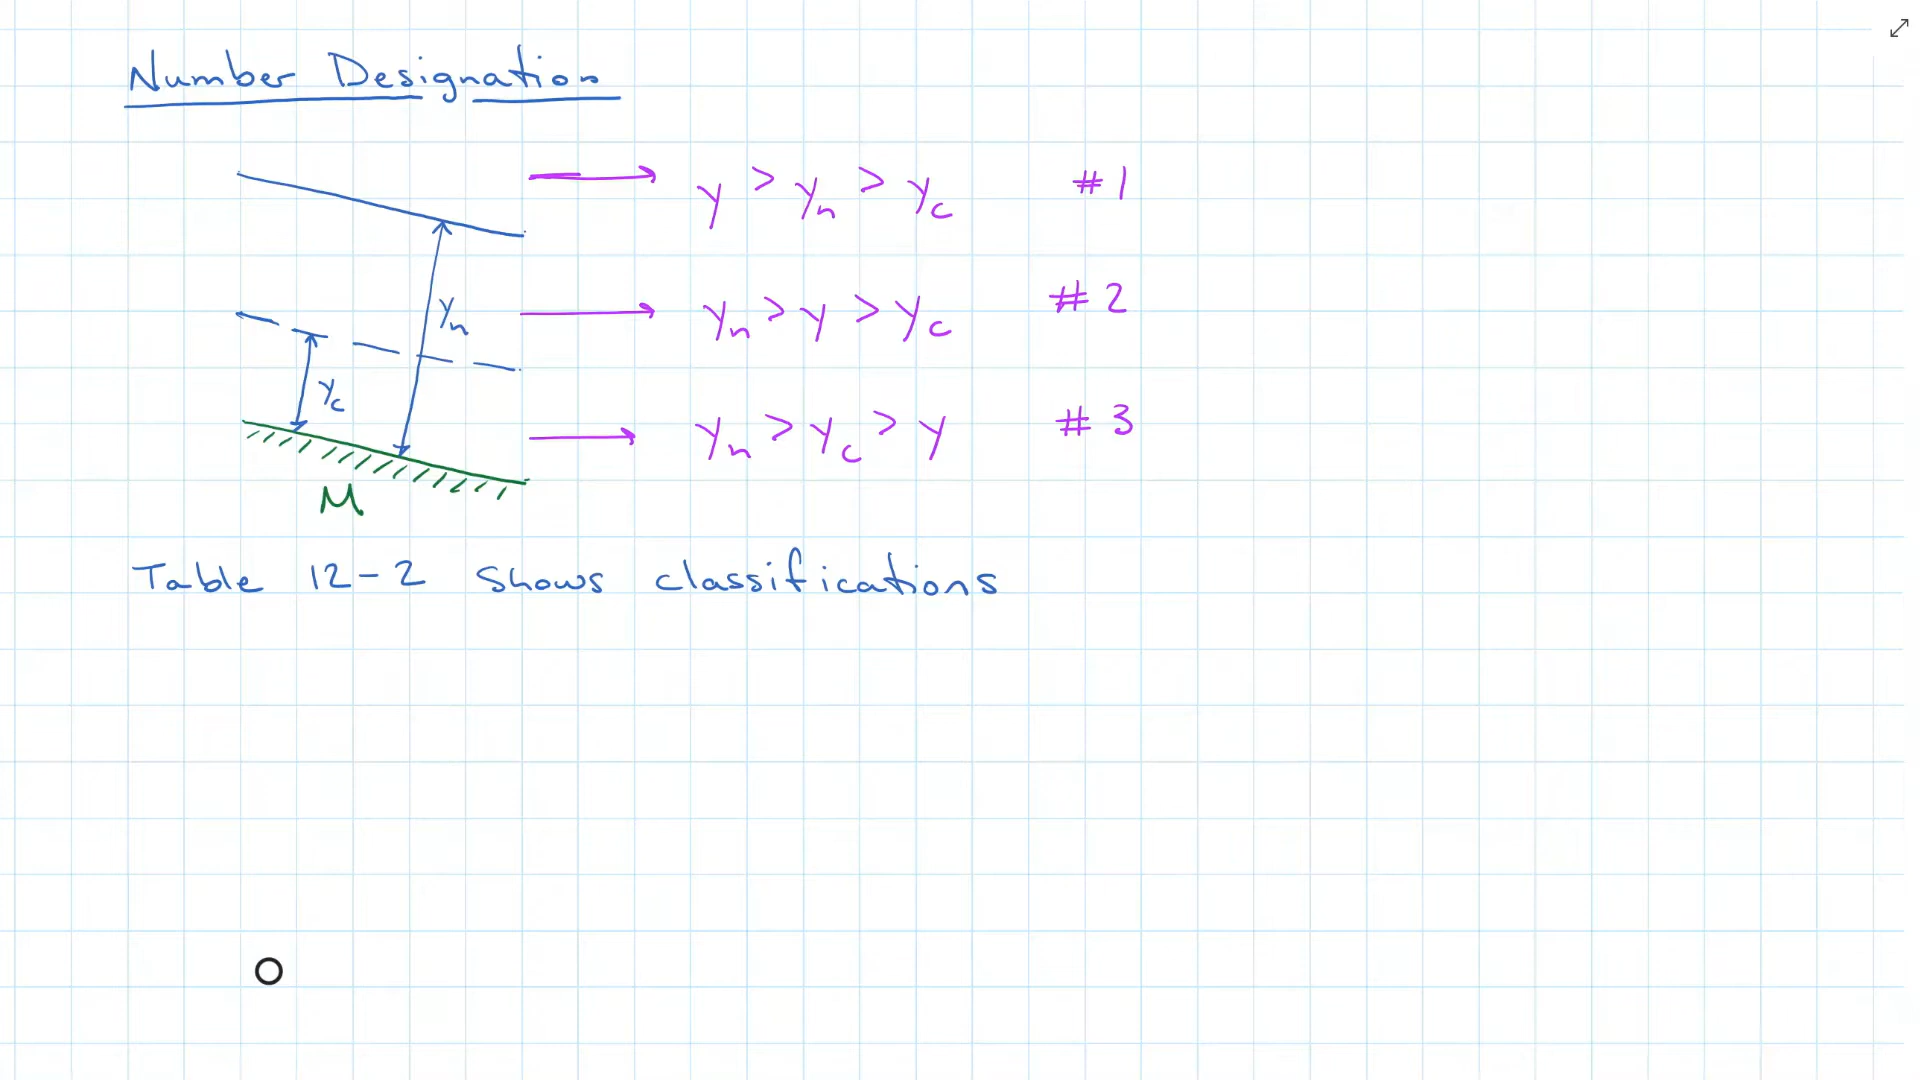 Number Designation
y > yn > yc #1
yn > y > yc #2
yn
yc
yn > yc > y #3
M
Table 12-2 shows classifications